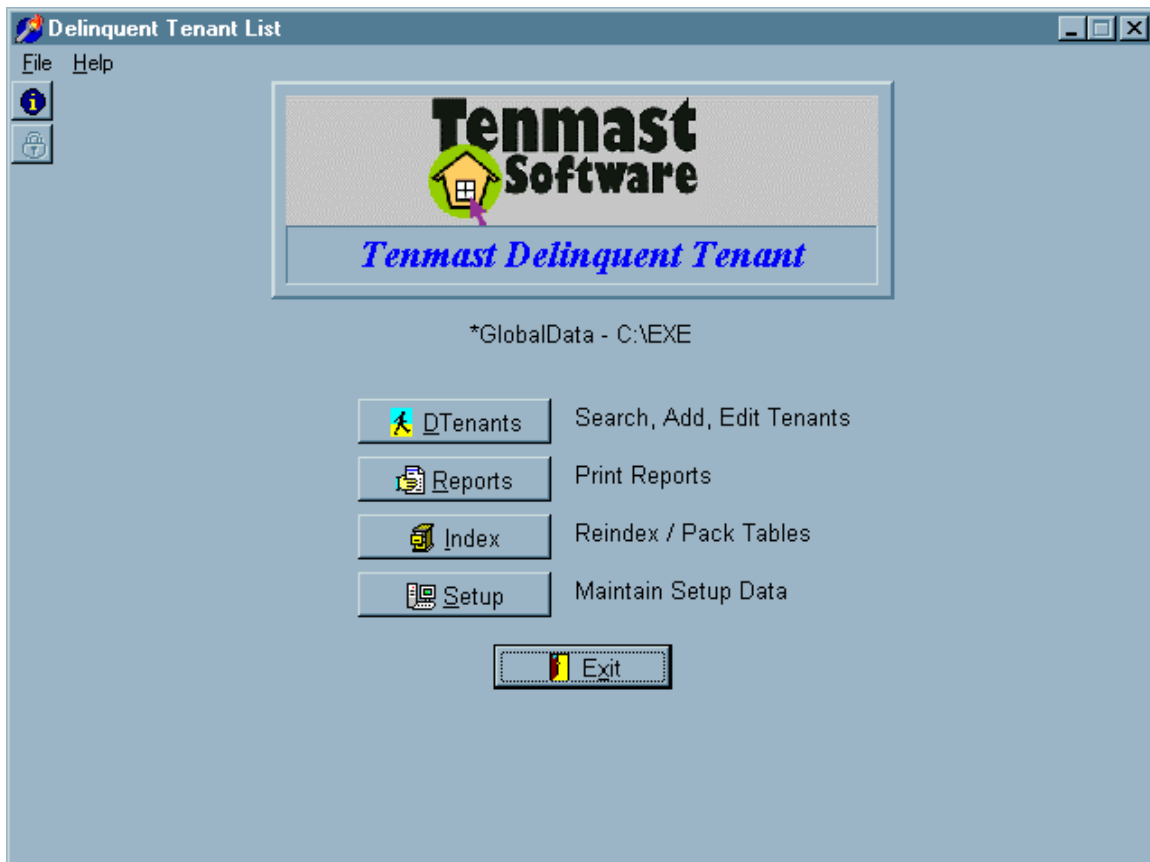 Delinquent Tenant List
File Help
Tenmast
Software
Tenmast Delinquent Tenant
*GlobalData - C:\EXE
DTenants Search, Add, Edit Tenants
Reports Print Reports
Index Reindex / Pack Tables
Setup Maintain Setup Data
Exit